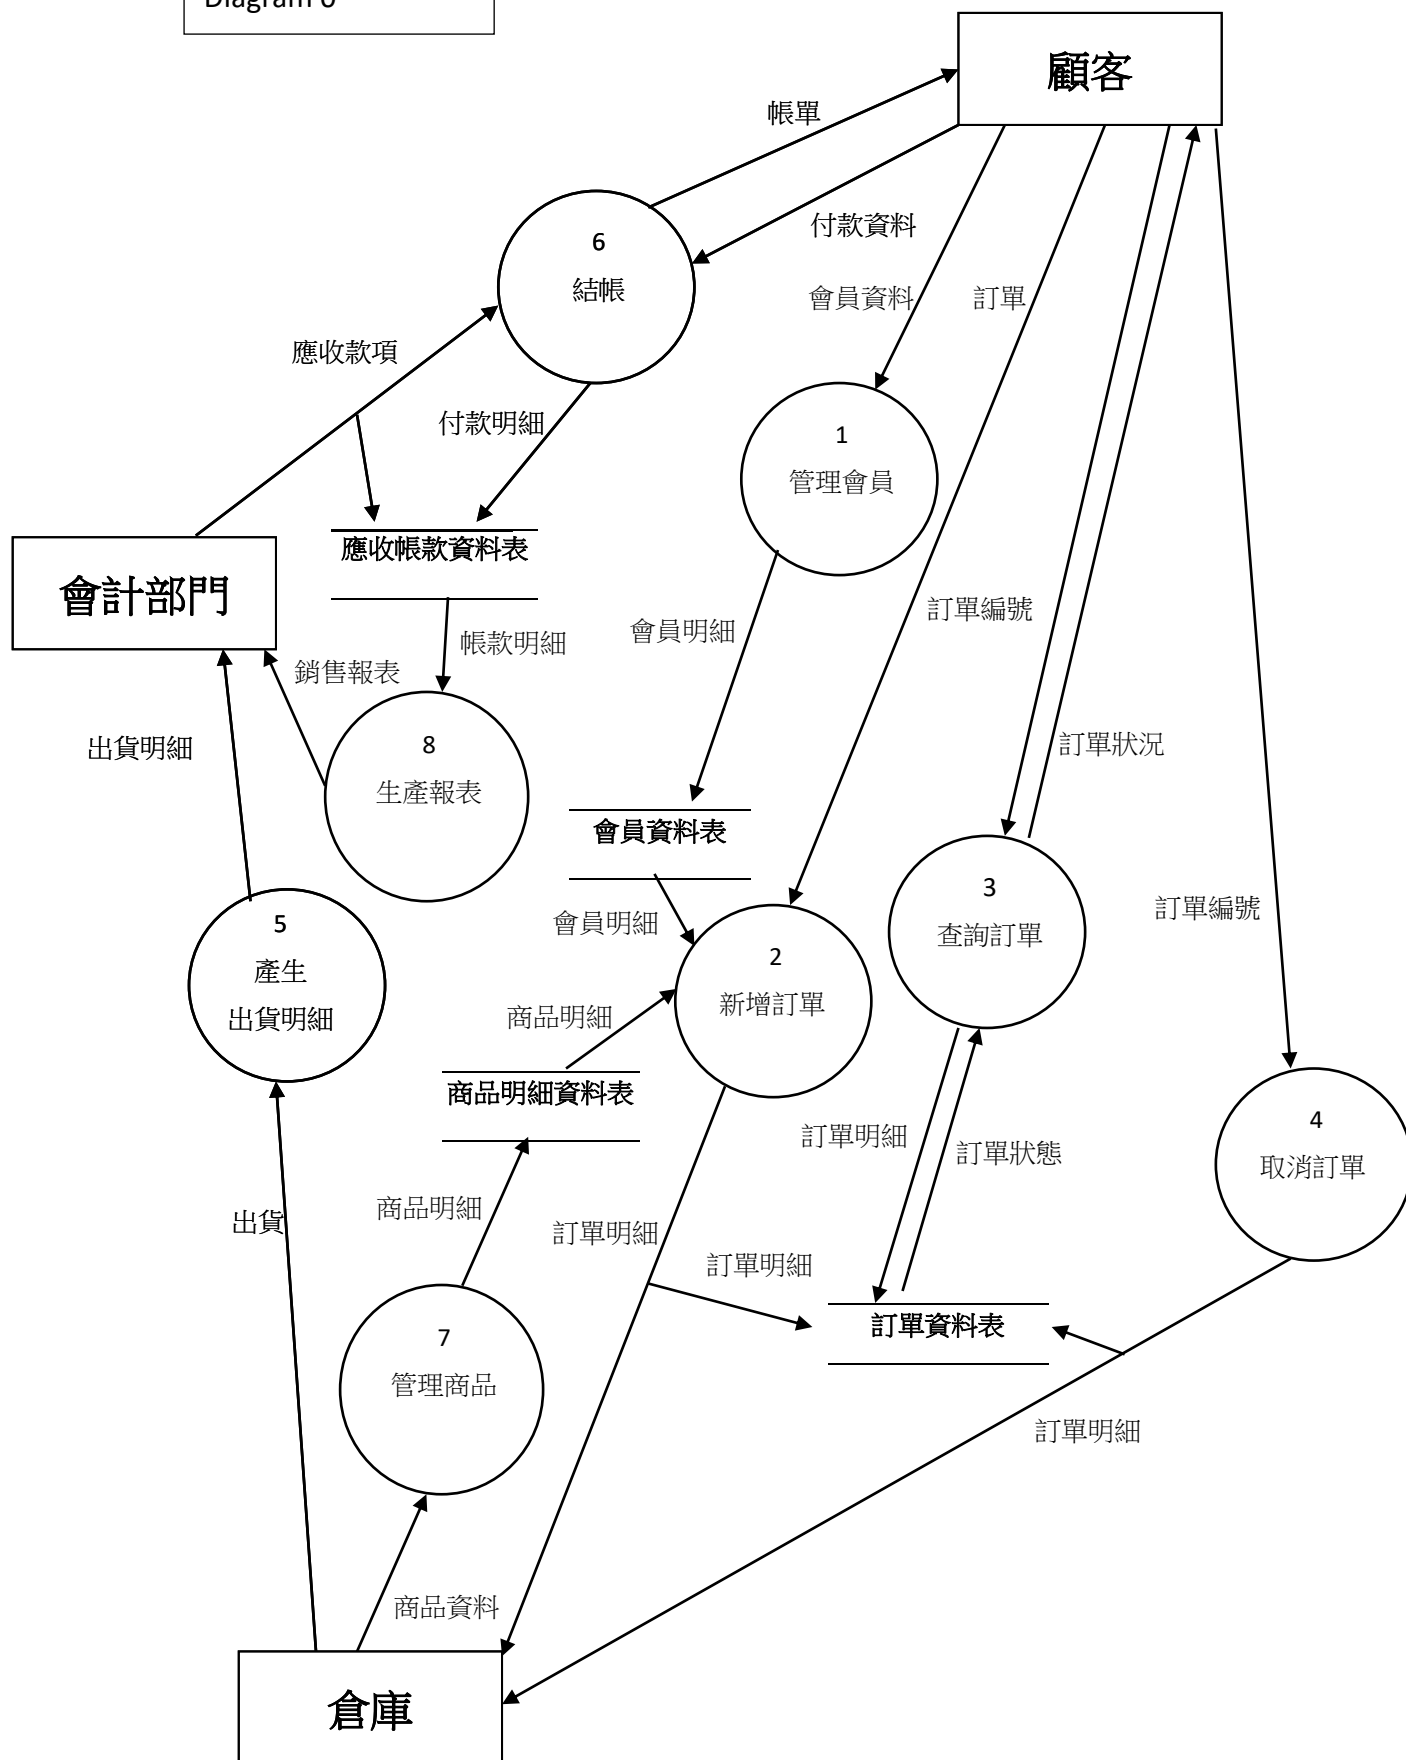 Diagram 0
顧客
帳單
付款資料
6
結帳
會員資料
訂單
應收款項
付款明細
1
管理會員
應收帳款資料表
會計部門
訂單編號
會員明細
帳款明細
銷售報表
出貨明細
8
生產報表
訂單狀況
會員資料表
3
查詢訂單
訂單編號
會員明細
5
產生
出貨明細
2
新增訂單
商品明細
商品明細資料表
4
取消訂單
訂單明細
訂單狀態
商品明細
出貨
訂單明細
訂單明細
訂單資料表
7
管理商品
訂單明細
商品資料
倉庫